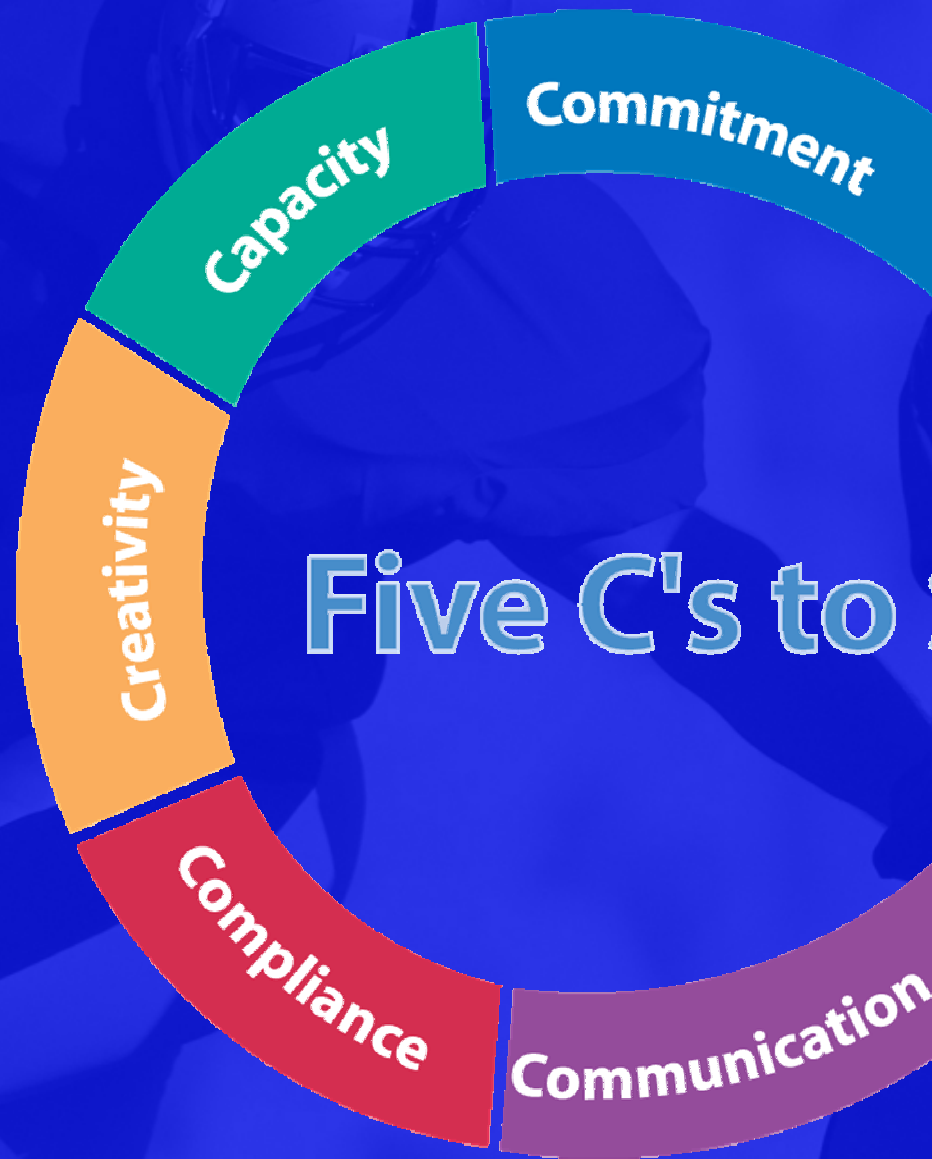 Commitment
Capacity
Creativity
Five C's to
Compliance
Communication